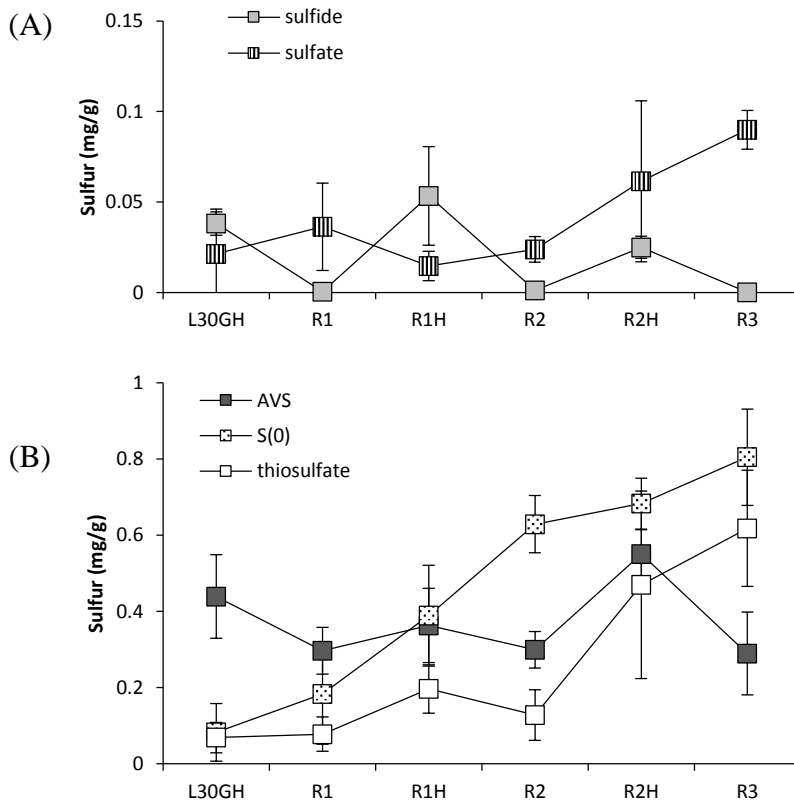 (A)
sulfide
sulfate
Sulfur (mg/g)
0.15
0.1
0.05
0
L30GH R1 R1H R2 R2H R3
(B)
AVS
S(0)
thiosulfate
Sulfur (mg/g)
1
0.8
0.6
0.4
0.2
0
L30GH R1 R1H R2 R2H R3